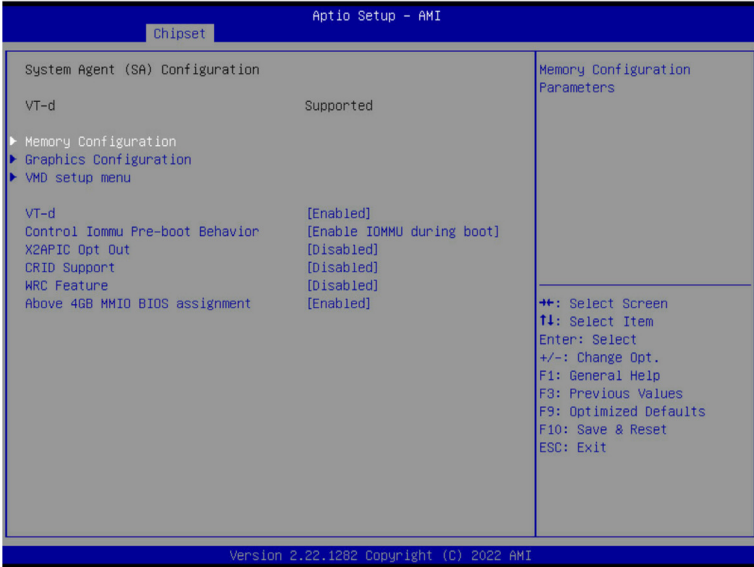 Aptio Setup – AMI
Chipset
System Agent (SA) Configuration
VT-d Supported
Memory Configuration
Graphics Configuration
VMD setup menu
VT-d [Enabled]
Control Iommu Pre-boot Behavior [Enable IOMMU during boot]
X2APIC Opt Out [Disabled]
CRID Support [Disabled]
WRC Feature [Disabled]
Above 4GB MMIO BIOS assignment [Enabled]
Memory Configuration
Parameters
→←: Select Screen
↑↓: Select Item
Enter: Select
+/-: Change Opt.
F1: General Help
F3: Previous Values
F9: Optimized Defaults
F10: Save & Reset
ESC: Exit
Version 2.22.1282 Copyright (C) 2022 AMI